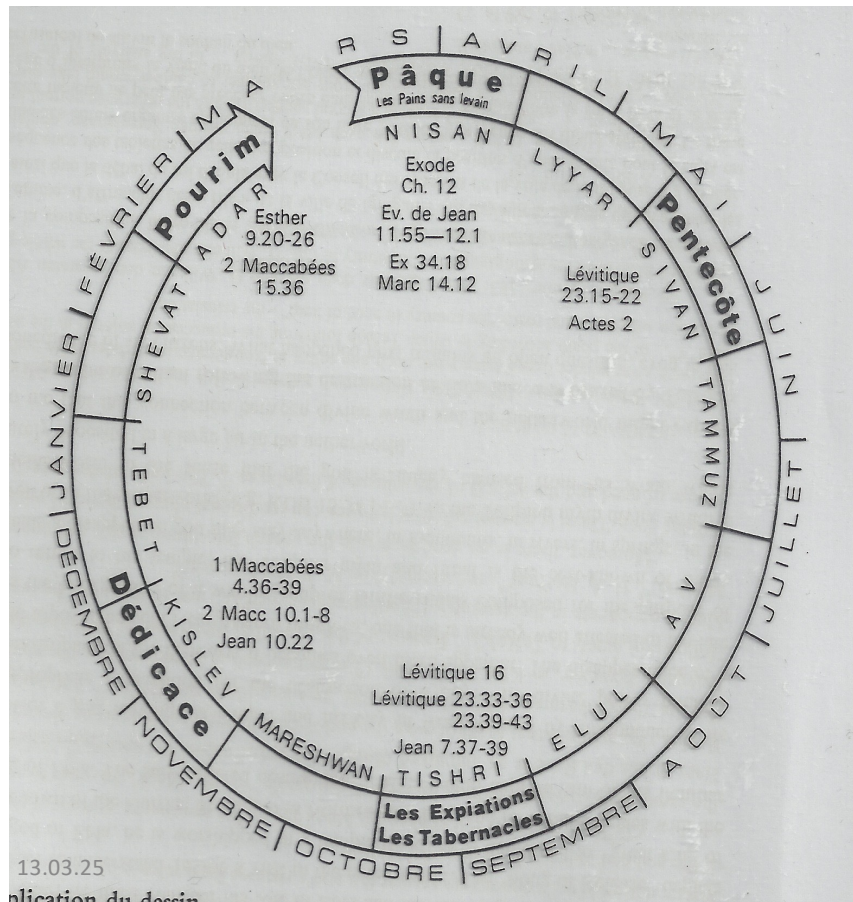 MARS
AVRIL
MAI
JUIN
JUILLET
AOÛT
SEPTEMBRE
OCTOBRE
NOVEMBRE
DÉCEMBRE
JANVIER
FÉVRIER
Pâque
Les Pains sans levain
Pentecôte
Les Expiations
Les Tabernacles
Dédicace
Pourim
NISAN
LYYAR
SIVAN
TAMMUZ
AV
ELUL
TISHRI
MARESHWAN
KISLEV
TEBET
SHEVAT
ADAR
Exode
Ch. 12
Ev. de Jean
11.55—12.1
Ex 34.18
Marc 14.12
Lévitique
23.15-22
Actes 2
Lévitique 16
Lévitique 23.33-36
23.39-43
Jean 7.37-39
1 Maccabées
4.36-39
2 Macc 10.1-8
Jean 10.22
Esther
9.20-26
2 Maccabées
15.36
13.03.25
plication du dessin